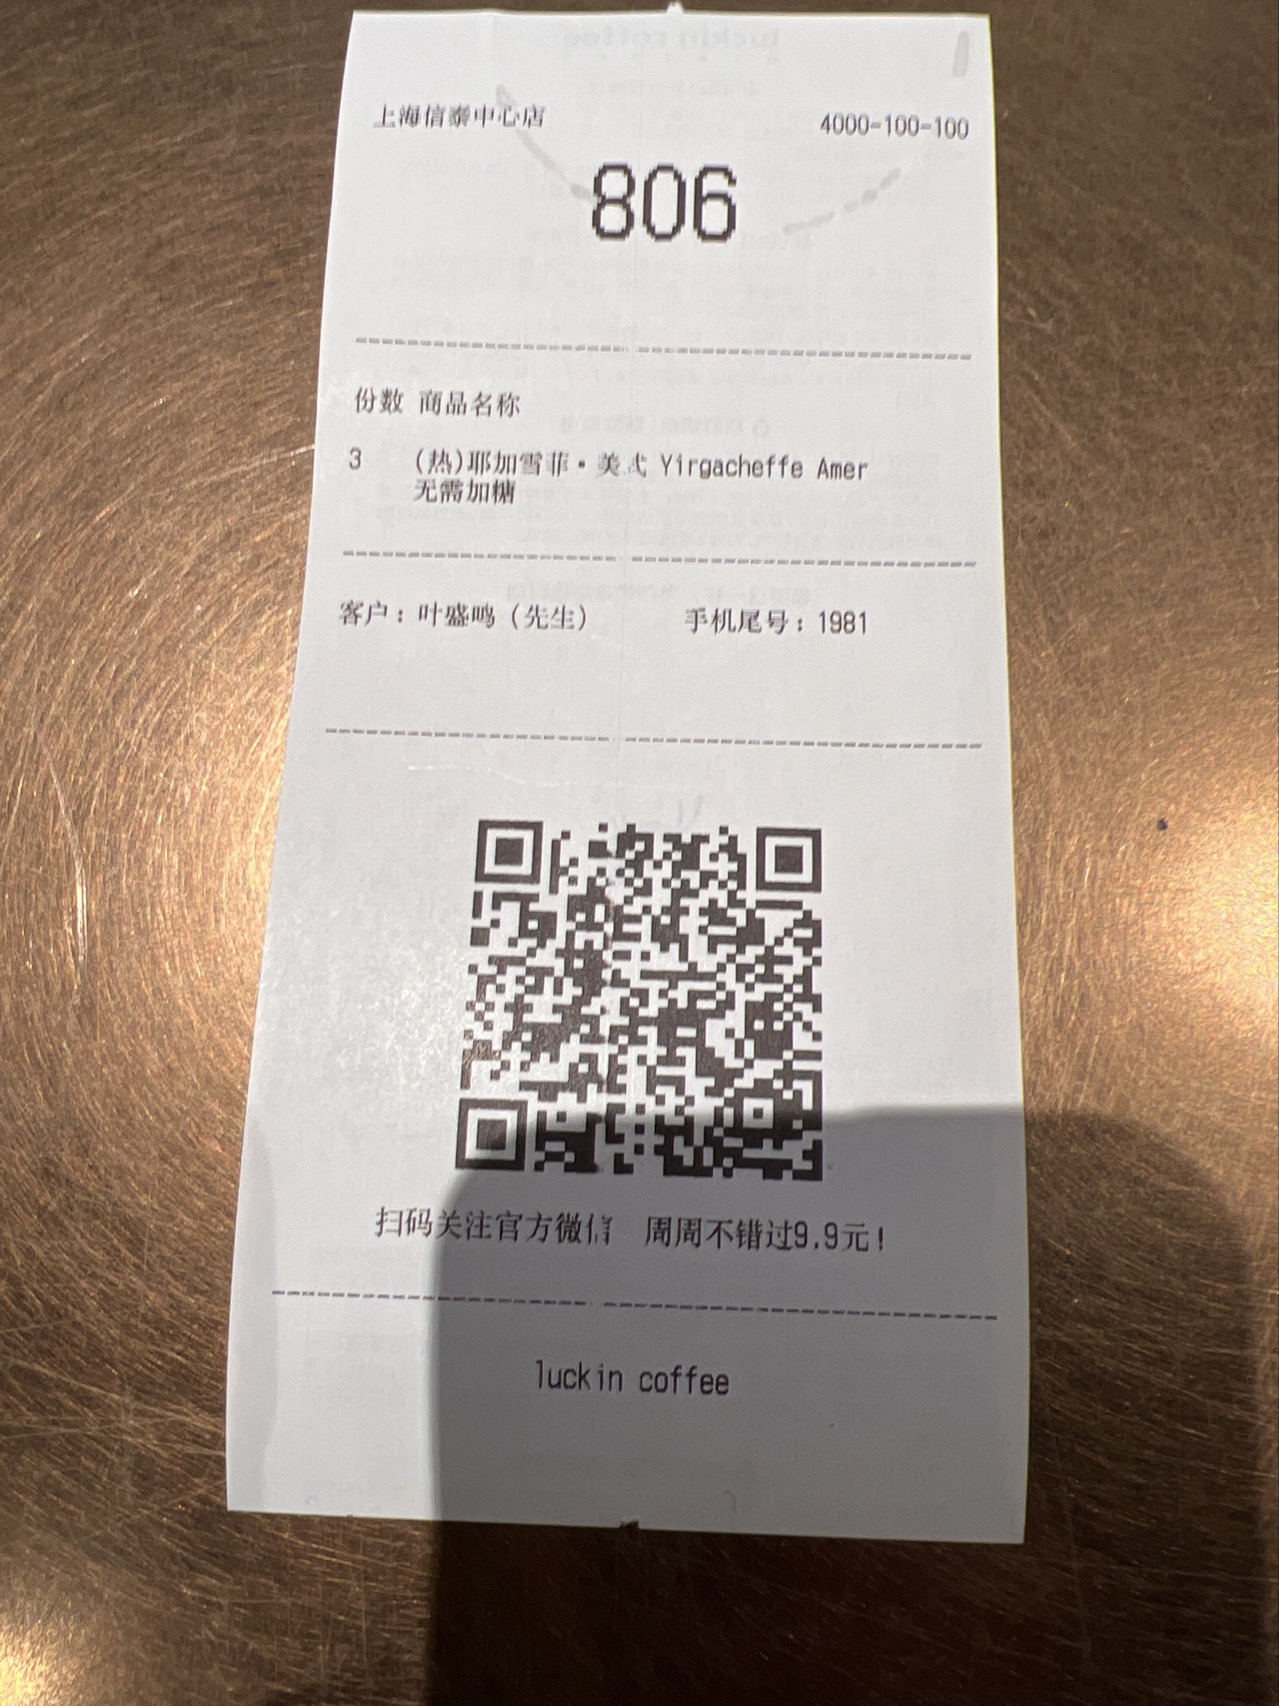 上海信泰中心店 4000-100-100
806
份数 商品名称
3 (热)耶加雪菲·美式 Yirgacheffe Amer
无需加糖
客户:叶盛鸣(先生) 手机尾号:1981
扫码关注官方微信 周周不错过9.9元!
luckin coffee